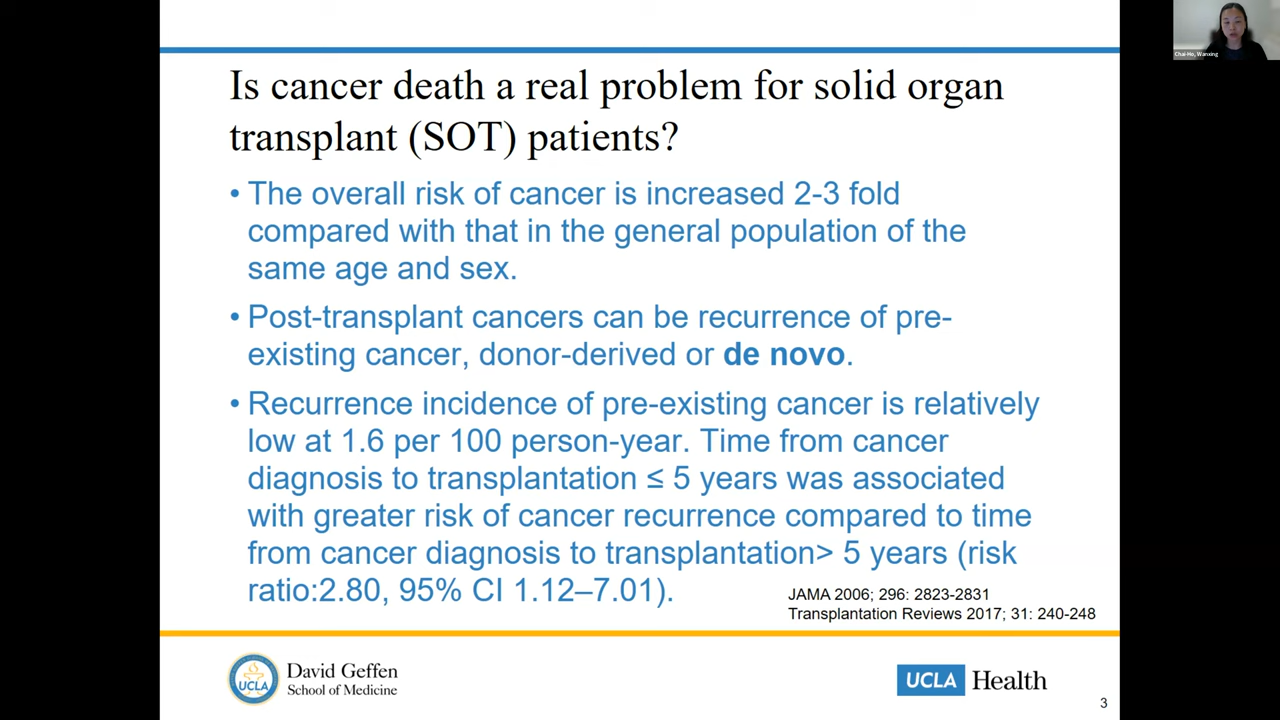 Chai-Ho, Wanxing
Is cancer death a real problem for solid organ
transplant (SOT) patients?
• The overall risk of cancer is increased 2-3 fold
compared with that in the general population of the
same age and sex.
• Post-transplant cancers can be recurrence of pre-
existing cancer, donor-derived or de novo.
• Recurrence incidence of pre-existing cancer is relatively
low at 1.6 per 100 person-year. Time from cancer
diagnosis to transplantation ≤ 5 years was associated
with greater risk of cancer recurrence compared to time
from cancer diagnosis to transplantation> 5 years (risk
ratio:2.80, 95% CI 1.12–7.01).
JAMA 2006; 296: 2823-2831
Transplantation Reviews 2017; 31: 240-248
UCLA
David Geffen
School of Medicine
UCLA Health
3